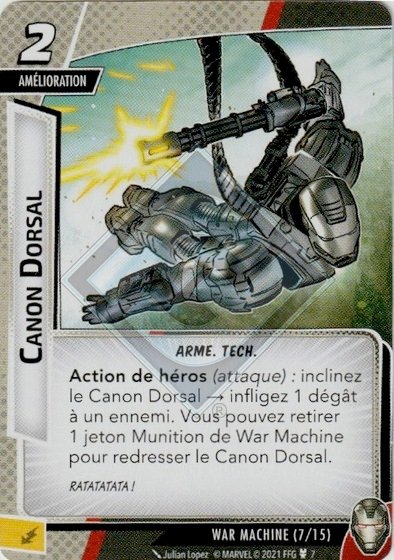 2
AMÉLIORATION
CANON DORSAL
ARME. TECH.
Action de héros (attaque) : inclinez
le Canon Dorsal → infligez 1 dégât
à un ennemi. Vous pouvez retirer
1 jeton Munition de War Machine
pour redresser le Canon Dorsal.
RATATATATA !
®
WAR MACHINE (7/15)
Julian Lopez © MARVEL © 2021 FFG 7